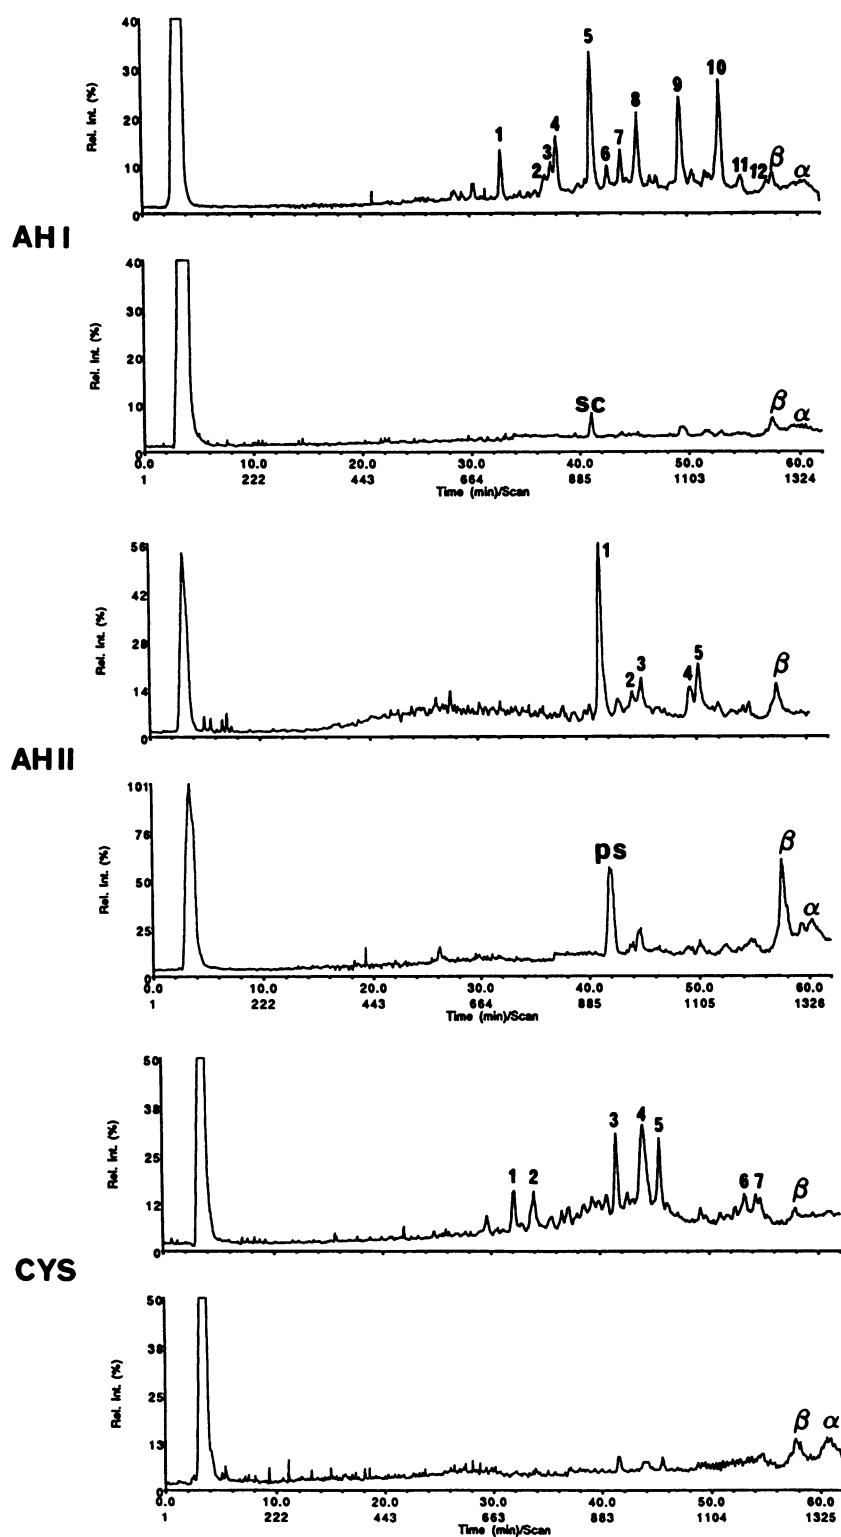 40
30
20
10
0
Rel. Int. (%)
1
2
3
4
5
6
7
8
9
10
11
12
β
α
AH I
40
30
20
10
0
Rel. Int. (%)
sc
β
α
0.0 10.0 20.0 30.0 40.0 50.0 60.0
1 222 443 664 885 1103 1324
Time (min)/Scan
56
42
28
14
0
Rel. Int. (%)
1
2
3
4
5
β
AH II
101
76
50
25
0
Rel. Int. (%)
ps
β
α
0.0 10.0 20.0 30.0 40.0 50.0 60.0
1 222 443 664 885 1105 1326
Time (min)/Scan
50
38
25
12
0
Rel. Int. (%)
1
2
3
4
5
6
7
β
CYS
50
38
25
13
0
Rel. Int. (%)
β
α
0.0 10.0 20.0 30.0 40.0 50.0 60.0
1 222 443 663 883 1104 1325
Time (min)/Scan